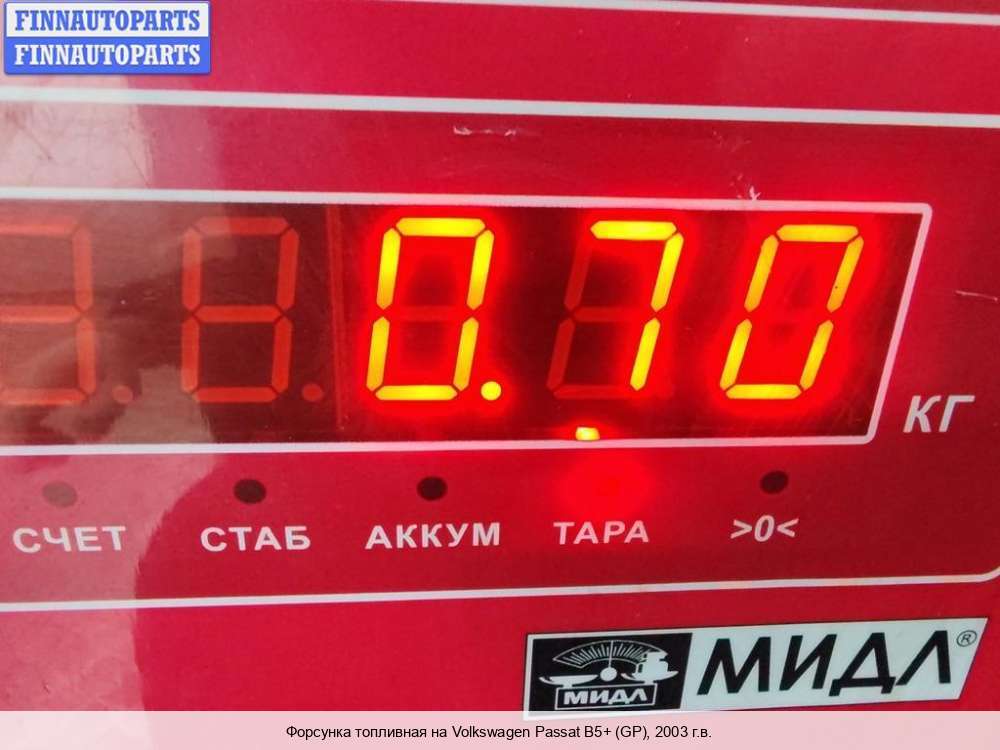 FINNAUTOPARTS
FINNAUTOPARTS
0.70
КГ
СЧЕТ СТАБ АККУМ ТАРА >0<
МИДЛ МИДЛ®
Форсунка топливная на Volkswagen Passat B5+ (GP), 2003 г.в.